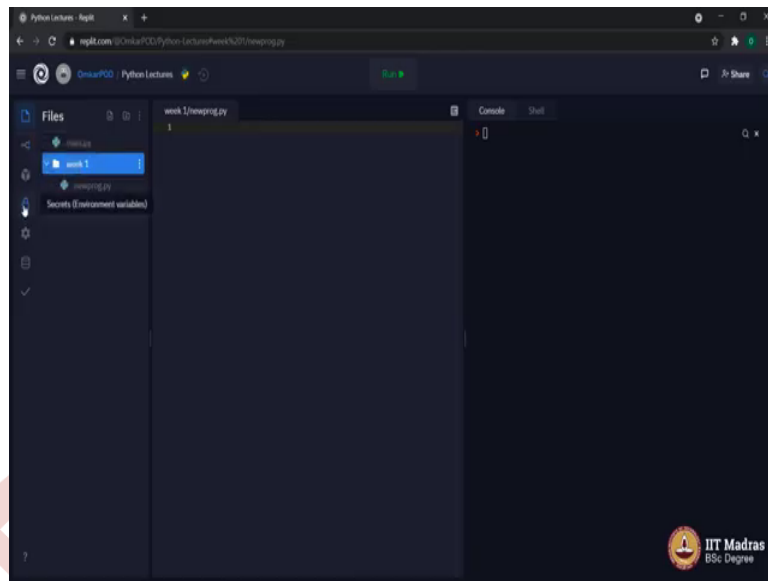 Python Lectures - Replit
replit.com/@OmkarPOD/Python-Lectures#week%201/newprog.py
OmkarPOD / Python Lectures
Run
Share
Files
week 1/newprog.py
Console
Shell
1
main.py
week 1
newprog.py
Secrets (Environment variables)
IIT Madras
BSc Degree